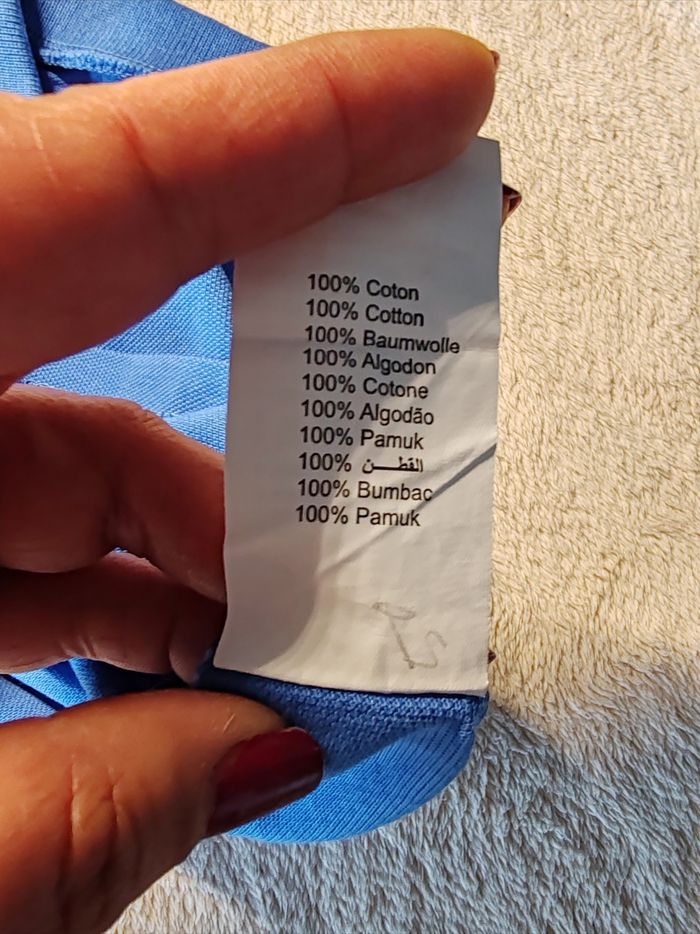 100% Coton
100% Cotton
100% Baumwolle
100% Algodon
100% Cotone
100% Algodão
100% Pamuk
100% القطـــن
100% Bumbac
100% Pamuk